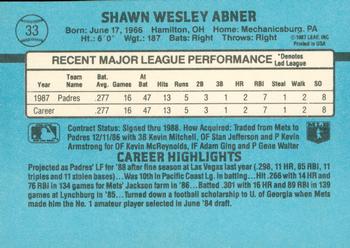 33
SHAWN WESLEY ABNER
© 1987 LEAF, INC.
Printed in USA
Born: June 17, 1966 Hamilton, OH Home: Mechanicsburg, PA
Ht.: 6'0" Wgt.: 187 Bats: Right Throws: Right
RECENT MAJOR LEAGUE PERFORMANCE *Denotes Led League
Year Team Bat. Avg. Games At Bat Hits Runs 2B 3B HR RBI Steal Walk SO
1987 Padres .277 16 47 13 5 3 1 2 7 1 2 8
Career .277 16 47 13 5 3 1 2 7 1 2 8
Contract Status: Signed thru 1988. How Acquired: Traded from Mets to
Padres 12/11/86 with 3B Kevin Mitchell, OF Stan Jefferson and P Kevin
Armstrong for OF Kevin McReynolds, IF Adam Ging and P Gene Walter
MLB
CAREER HIGHLIGHTS
Projected as Padres' LF for '88 after fine season at Las Vegas last year (.298, 11 HR, 85 RBI, 11
triples and 11 stolen bases)...Was 10th in Pacific Coast Lg. in batting... Hit .266 with 14 HR and
76 RBI in 134 games for Mets' Jackson farm in '86... Batted .301 with 16 HR and 89 RBI in 139
games at Lynchburg in '85... Turned down a football scholarship to U. of Georgia when Mets
made him the No. 1 amateur player selected in June '84 draft.